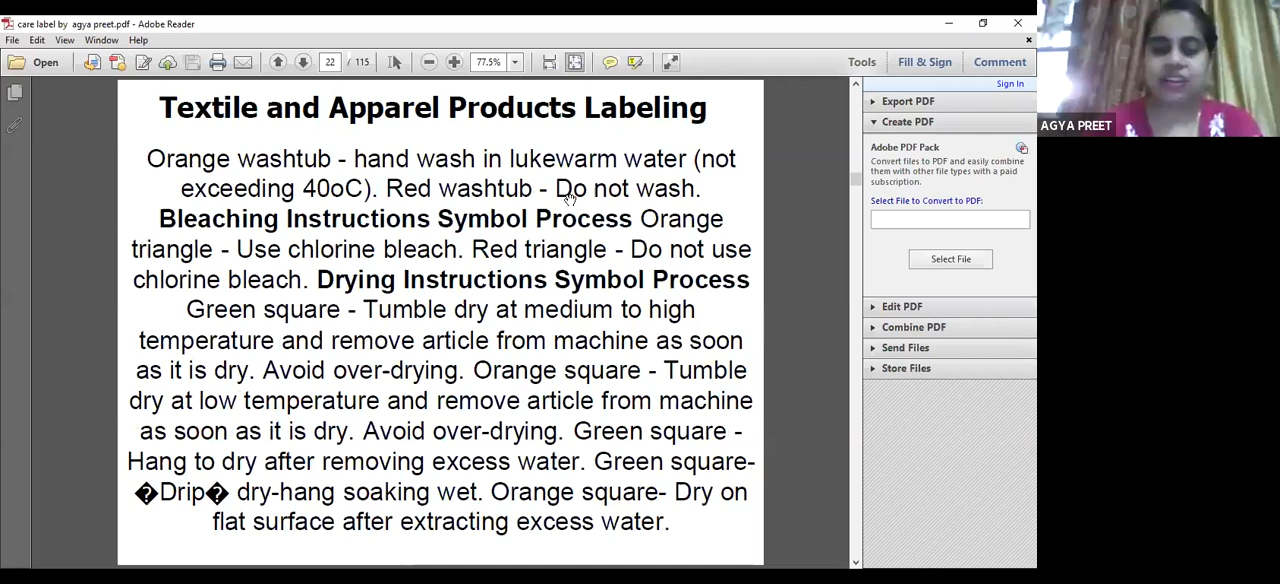 care label by agya preet.pdf - Adobe Reader
File Edit View Window Help
Open 22 / 115 77.5% Tools Fill & Sign Comment
Sign In
Export PDF
Create PDF
Adobe PDF Pack
Convert files to PDF and easily combine
them with other file types with a paid
subscription.
Select File to Convert to PDF:
Select File
Edit PDF
Combine PDF
Send Files
Store Files
Textile and Apparel Products Labeling
Orange washtub - hand wash in lukewarm water (not
exceeding 40oC). Red washtub - Do not wash.
Bleaching Instructions Symbol Process Orange
triangle - Use chlorine bleach. Red triangle - Do not use
chlorine bleach. Drying Instructions Symbol Process
Green square - Tumble dry at medium to high
temperature and remove article from machine as soon
as it is dry. Avoid over-drying. Orange square - Tumble
dry at low temperature and remove article from machine
as soon as it is dry. Avoid over-drying. Green square -
Hang to dry after removing excess water. Green square-
�Drip� dry-hang soaking wet. Orange square- Dry on
flat surface after extracting excess water.
AGYA PREET